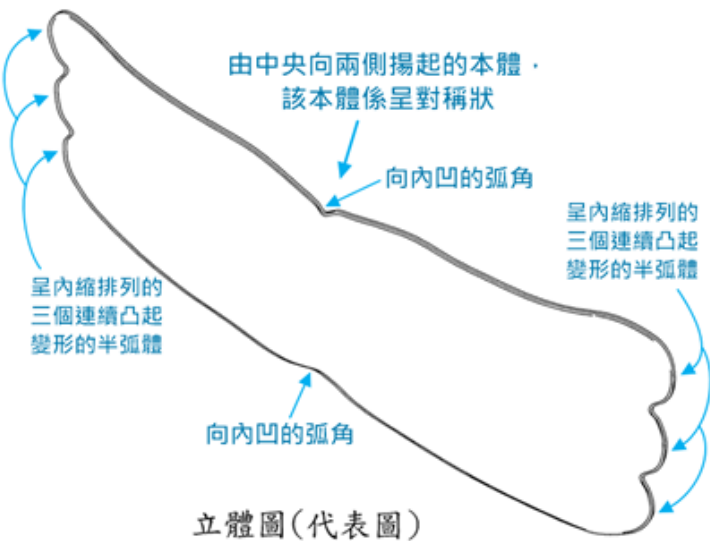 由中央向兩側揚起的本體，
該本體係呈對稱狀
向內凹的弧角
呈內縮排列的
三個連續凸起
變形的半弧體
呈內縮排列的
三個連續凸起
變形的半弧體
向內凹的弧角
立體圖(代表圖)